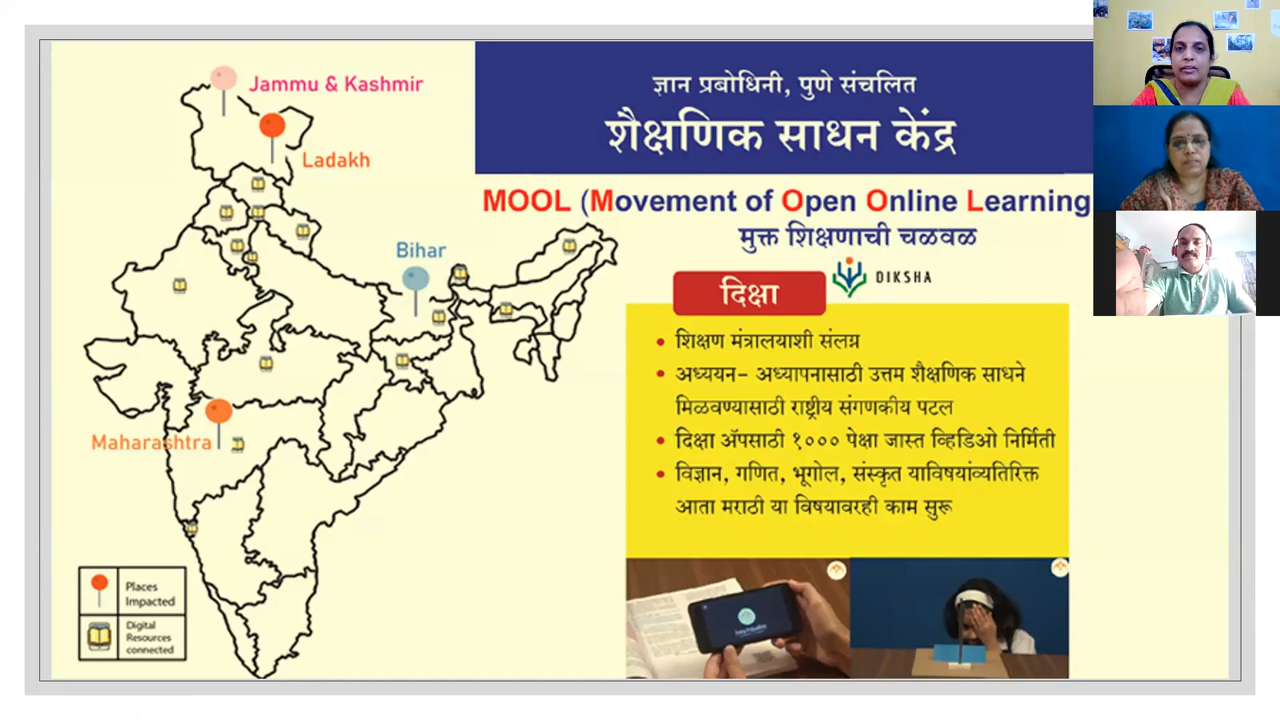 Jammu & Kashmir
Ladakh
Bihar
Maharashtra
Places
Impacted
Digital
Resources
connected
ज्ञान प्रबोधिनी, पुणे संचलित
शैक्षणिक साधन केंद्र
MOOL (Movement of Open Online Learning
मुक्त शिक्षणाची चळवळ
दिक्षा
DIKSHA
• शिक्षण मंत्रालयाशी संलग्न
• अध्ययन- अध्यापनासाठी उत्तम शैक्षणिक साधने
मिळवण्यासाठी राष्ट्रीय संगणकीय पटल
• दिक्षा ॲपसाठी १००० पेक्षा जास्त व्हिडिओ निर्मिती
• विज्ञान, गणित, भूगोल, संस्कृत याविषयांव्यतिरिक्त
आता मराठी या विषयावरही काम सुरू